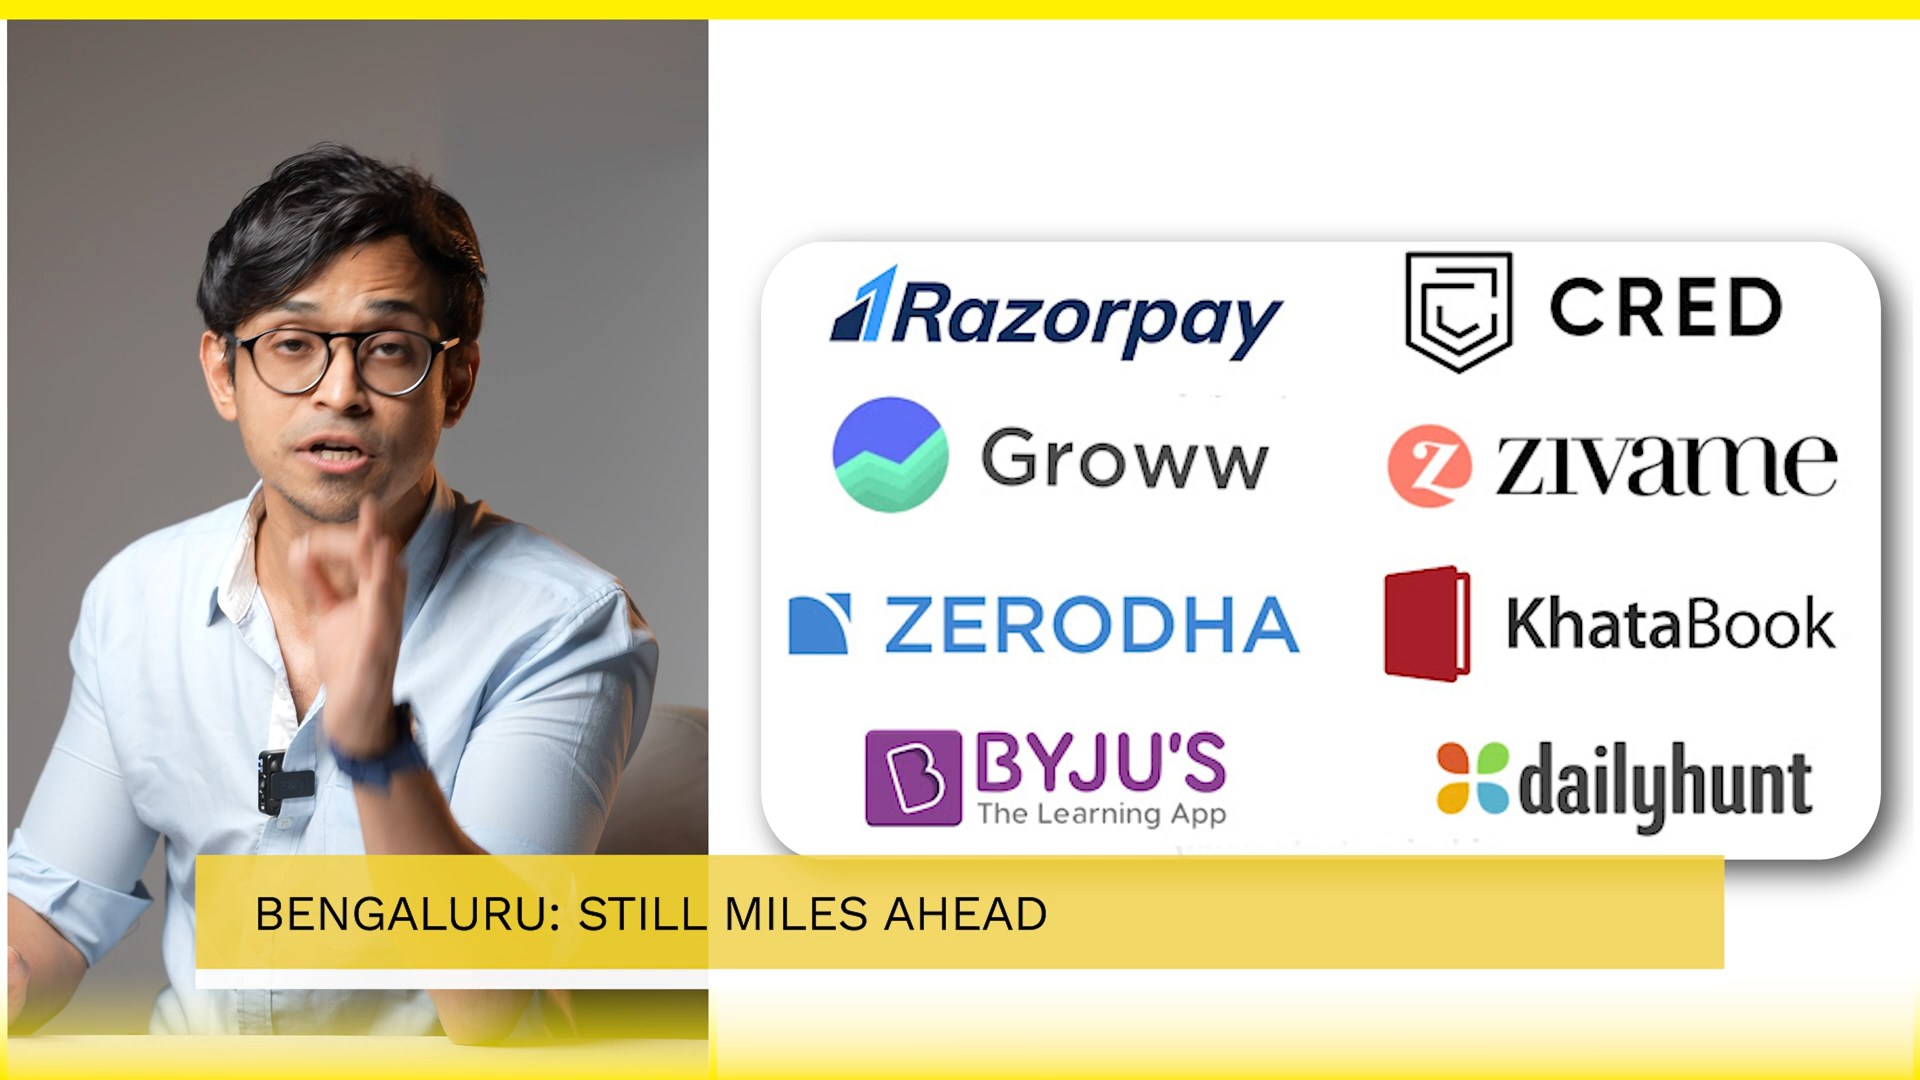 Razorpay
CRED
Groww
zivame
ZERODHA
KhataBook
BYJU'S
The Learning App
dailyhunt
BENGALURU: STILL MILES AHEAD